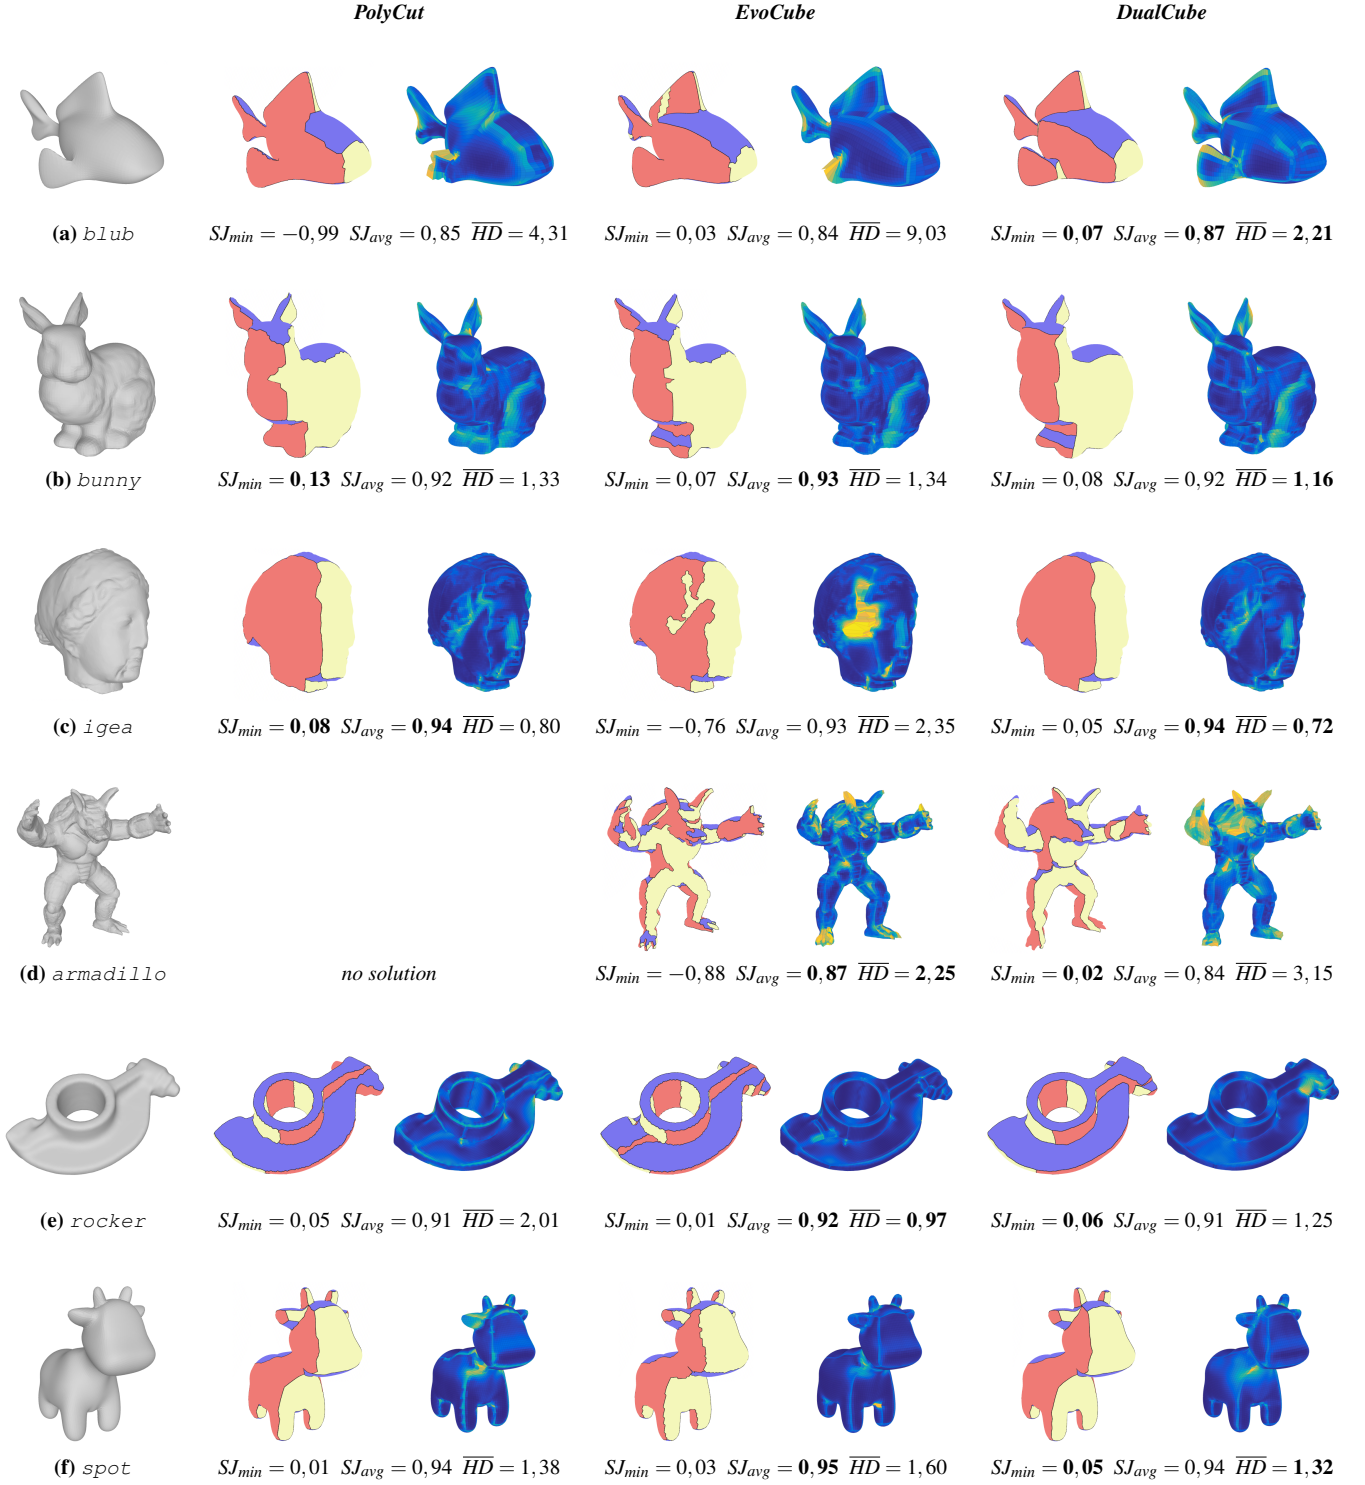 PolyCut EvoCube DualCube
(a) blub SJmin = −0,99 SJavg = 0,85 HD = 4,31 SJmin = 0,03 SJavg = 0,84 HD = 9,03 SJmin = 0,07 SJavg = 0,87 HD = 2,21
(b) bunny SJmin = 0,13 SJavg = 0,92 HD = 1,33 SJmin = 0,07 SJavg = 0,93 HD = 1,34 SJmin = 0,08 SJavg = 0,92 HD = 1,16
(c) igea SJmin = 0,08 SJavg = 0,94 HD = 0,80 SJmin = −0,76 SJavg = 0,93 HD = 2,35 SJmin = 0,05 SJavg = 0,94 HD = 0,72
(d) armadillo no solution SJmin = −0,88 SJavg = 0,87 HD = 2,25 SJmin = 0,02 SJavg = 0,84 HD = 3,15
(e) rocker SJmin = 0,05 SJavg = 0,91 HD = 2,01 SJmin = 0,01 SJavg = 0,92 HD = 0,97 SJmin = 0,06 SJavg = 0,91 HD = 1,25
(f) spot SJmin = 0,01 SJavg = 0,94 HD = 1,38 SJmin = 0,03 SJavg = 0,95 HD = 1,60 SJmin = 0,05 SJavg = 0,94 HD = 1,32